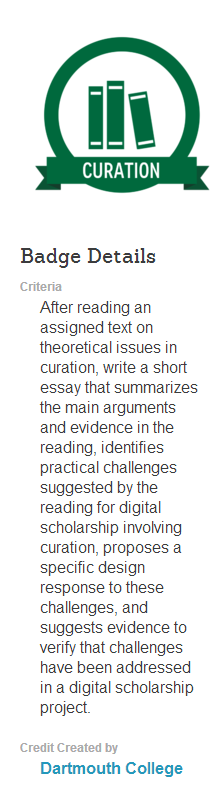 CURATION
Badge Details
Criteria
After reading an
assigned text on
theoretical issues in
curation, write a short
essay that summarizes
the main arguments
and evidence in the
reading, identifies
practical challenges
suggested by the
reading for digital
scholarship involving
curation, proposes a
specific design
response to these
challenges, and
suggests evidence to
verify that challenges
have been addressed
in a digital scholarship
project.
Credit Created by
Dartmouth College